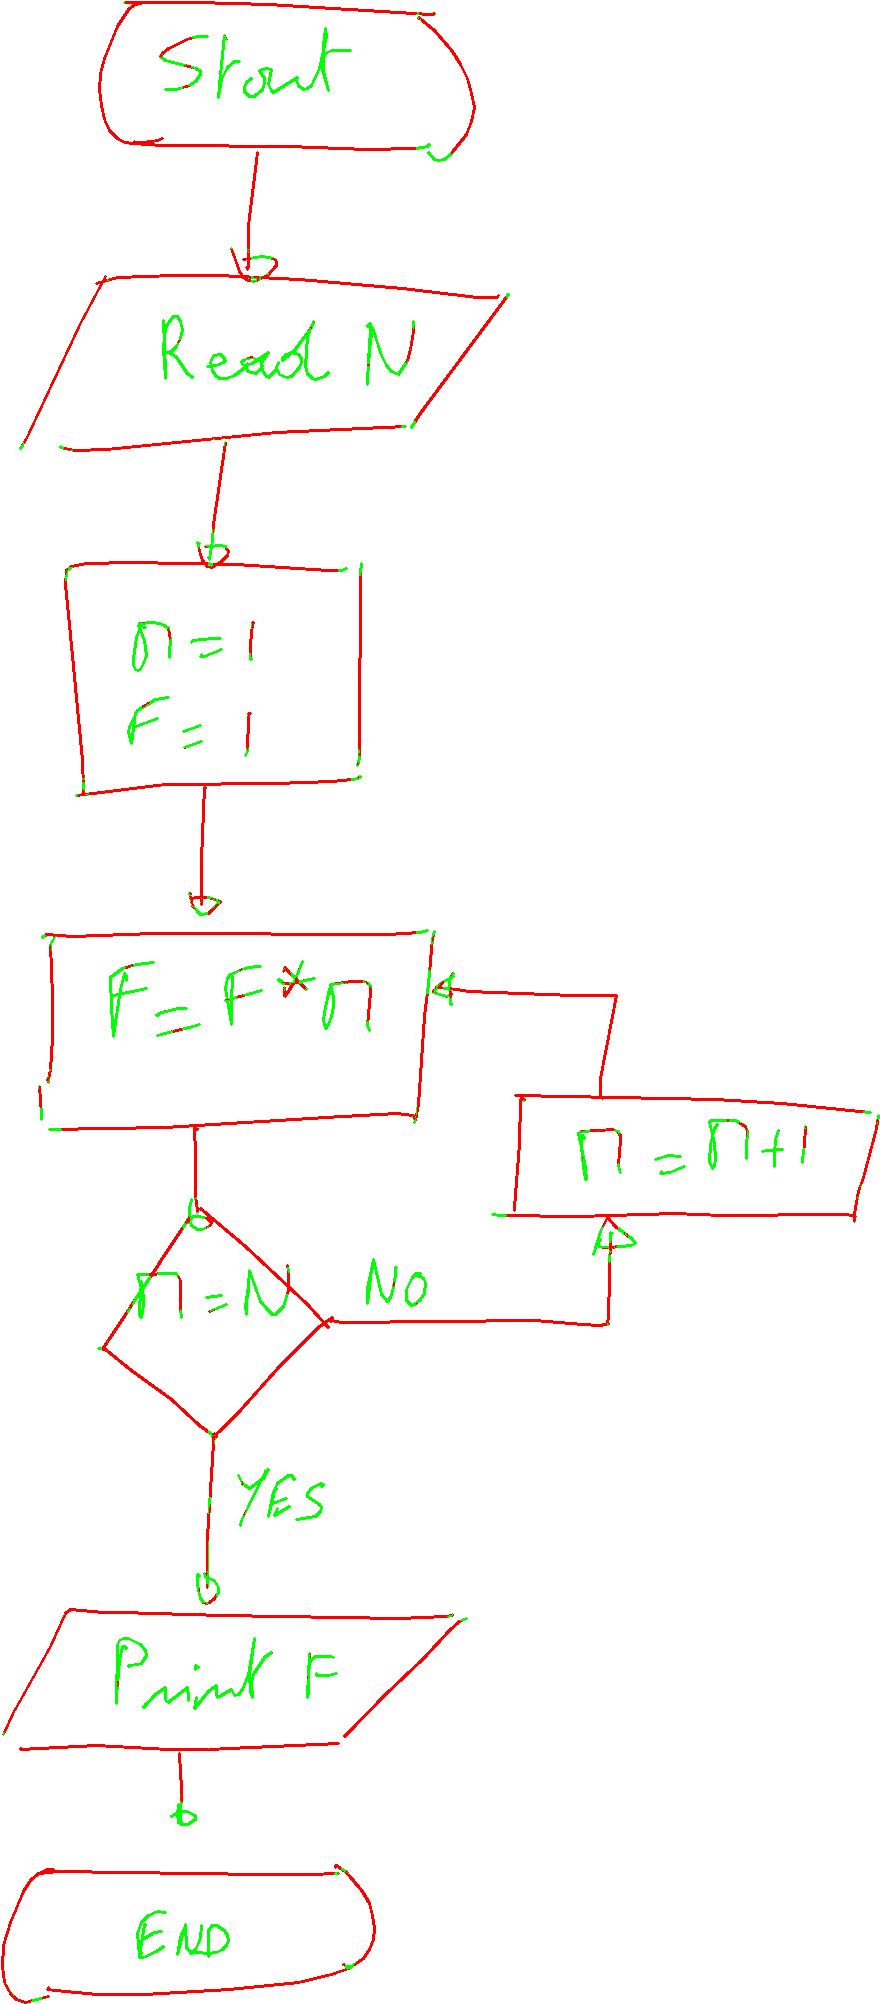 Start
Read N
n = 1
F = 1
F = F * n
n = n + 1
n = N
NO
YES
Print F
END